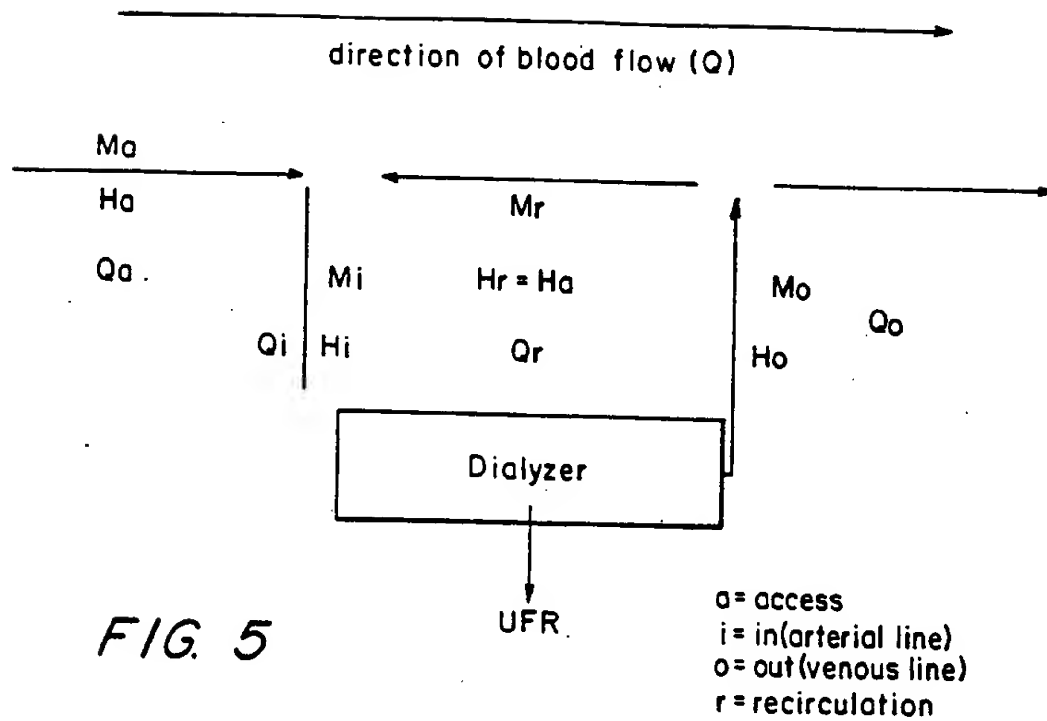 direction of blood flow (Q)
Ma
Ha
Qa .
Mr
Mi
Hr = Ha
Mo
Qo
Qi
Hi
Qr
Ho
Dialyzer
UFR.
FIG. 5
a = access
i = in(arterial line)
o = out(venous line)
r = recirculation